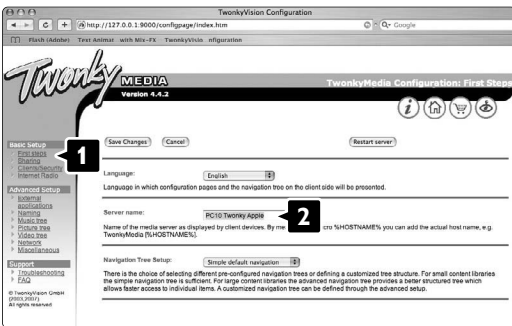 TwonkyVision Configuration
http://127.0.0.1:9000/configpage/index.htm
Google
Flash (Adobe) Text Animat with Mix-FX TwonkyVisio nfiguration
Twonky MEDIA
Version 4.4.2
TwonkyMedia Configuration: First Steps
Save Changes Cancel Restart server
Basic Setup
First steps
Sharing
Clients/Security
Internet Radio
1
Advanced Setup
External applications
Naming
Music tree
Picture tree
Video tree
Network
Miscellaneous
Support
Troubleshooting
FAQ
© TwonkyVision GmbH
(2003,2007)
All rights reserved
Language: English
Language in which configuration pages and the navigation tree on the client side will be presented.
Server name: PC10 Twonky Apple
2
Name of the media server as displayed by client devices. By me cro %HOSTNAME% you can add the actual host name, e.g.
TwonkyMedia [%HOSTNAME%].
Navigation Tree Setup: Simple default navigation
There is the choice of selecting different pre-configured navigation trees or defining a customized tree structure. For small content libraries
the simple navigation tree is sufficient. For large content libraries the advanced navigation tree provides a better structured tree which
allows faster access to individual items. A customized navigation tree can be defined through the advanced setup.